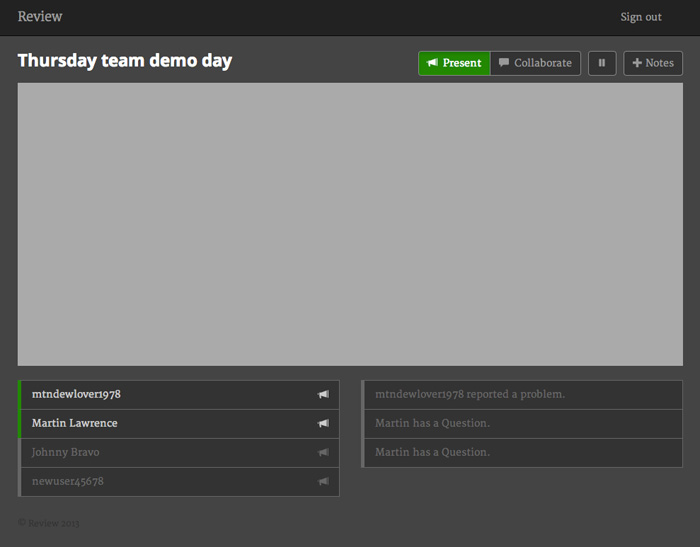 Review
Sign out
Thursday team demo day
Present
Collaborate
Notes
mtndewlover1978
Martin Lawrence
Johnny Bravo
newuser45678
mtndewlover1978 reported a problem.
Martin has a Question.
Martin has a Question.
© Review 2013